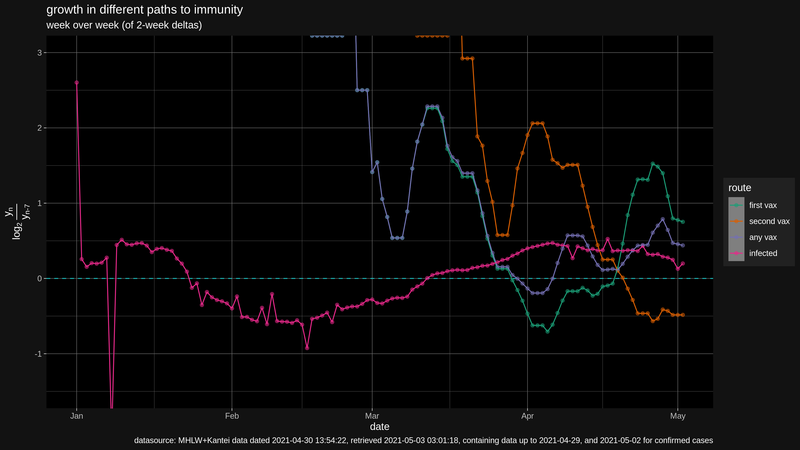 growth in different paths to immunity
week over week (of 2-week deltas)
3
2
1
0
-1
log2 yn
yn-7
Jan Feb Mar Apr May
date
route
first vax
second vax
any vax
infected
datasource: MHLW+Kantei data dated 2021-04-30 13:54:22, retrieved 2021-05-03 03:01:18, containing data up to 2021-04-29, and 2021-05-02 for confirmed cases